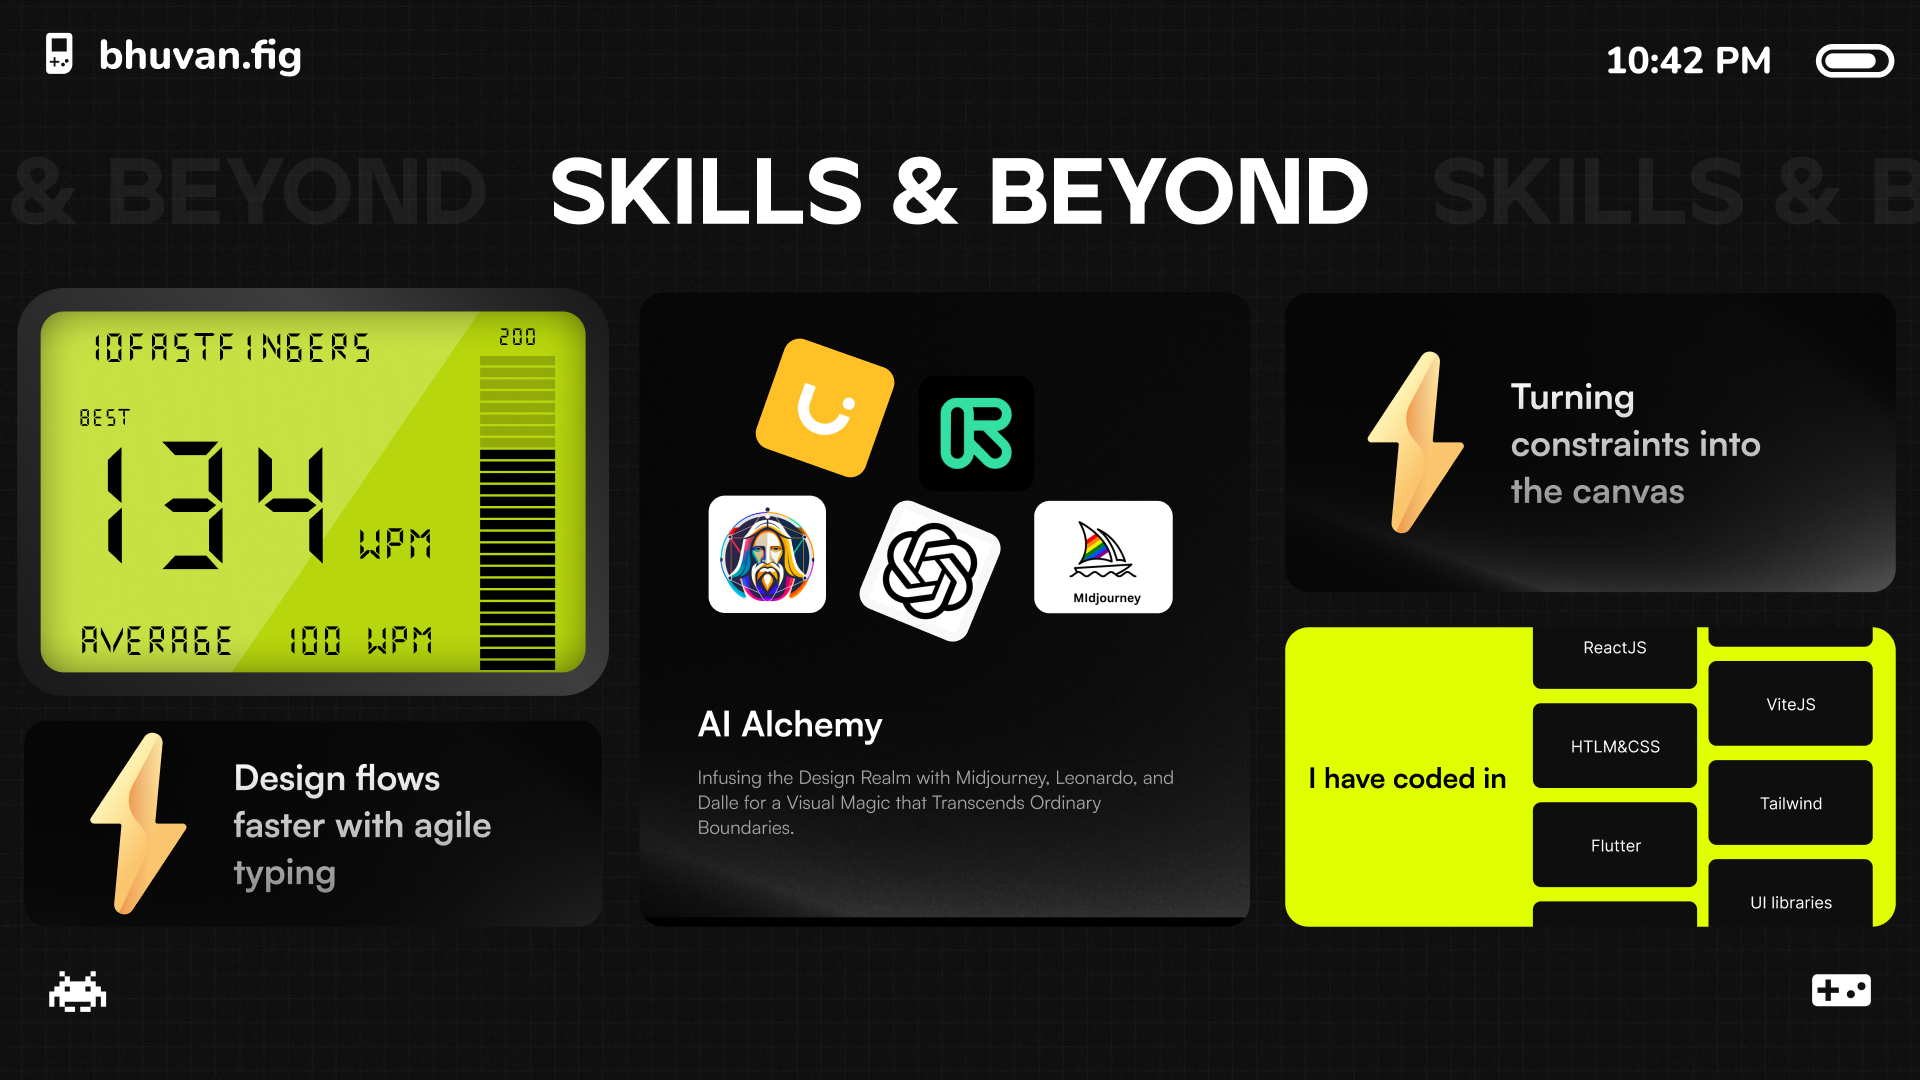 bhuvan.fig
10:42 PM
& BEYOND SKILLS & BEYOND SKILLS & B
10FASTFINGERS
200
BEST
134 WPM
AVERAGE 100 WPM
Design flows
faster with agile
typing
MIdjourney
AI Alchemy
Infusing the Design Realm with Midjourney, Leonardo, and
Dalle for a Visual Magic that Transcends Ordinary
Boundaries.
Turning
constraints into
the canvas
I have coded in
ReactJS
HTLM&CSS
Flutter
ViteJS
Tailwind
UI libraries